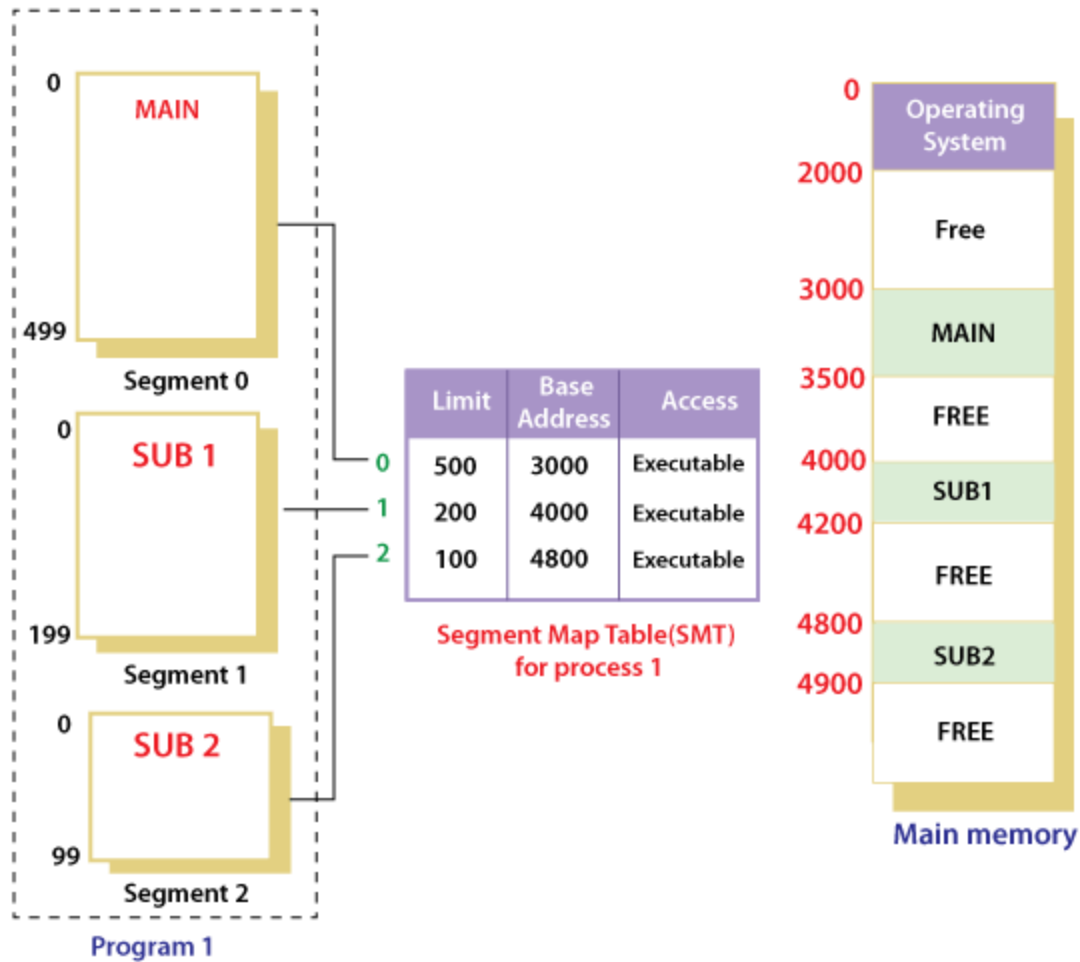 0
MAIN
499
Segment 0
0
SUB 1
199
Segment 1
0
SUB 2
99
Segment 2
Program 1
Limit Base Address Access
0 500 3000 Executable
1 200 4000 Executable
2 100 4800 Executable
Segment Map Table(SMT)
for process 1
0
Operating
System
2000
Free
3000
MAIN
3500
FREE
4000
SUB1
4200
FREE
4800
SUB2
4900
FREE
Main memory